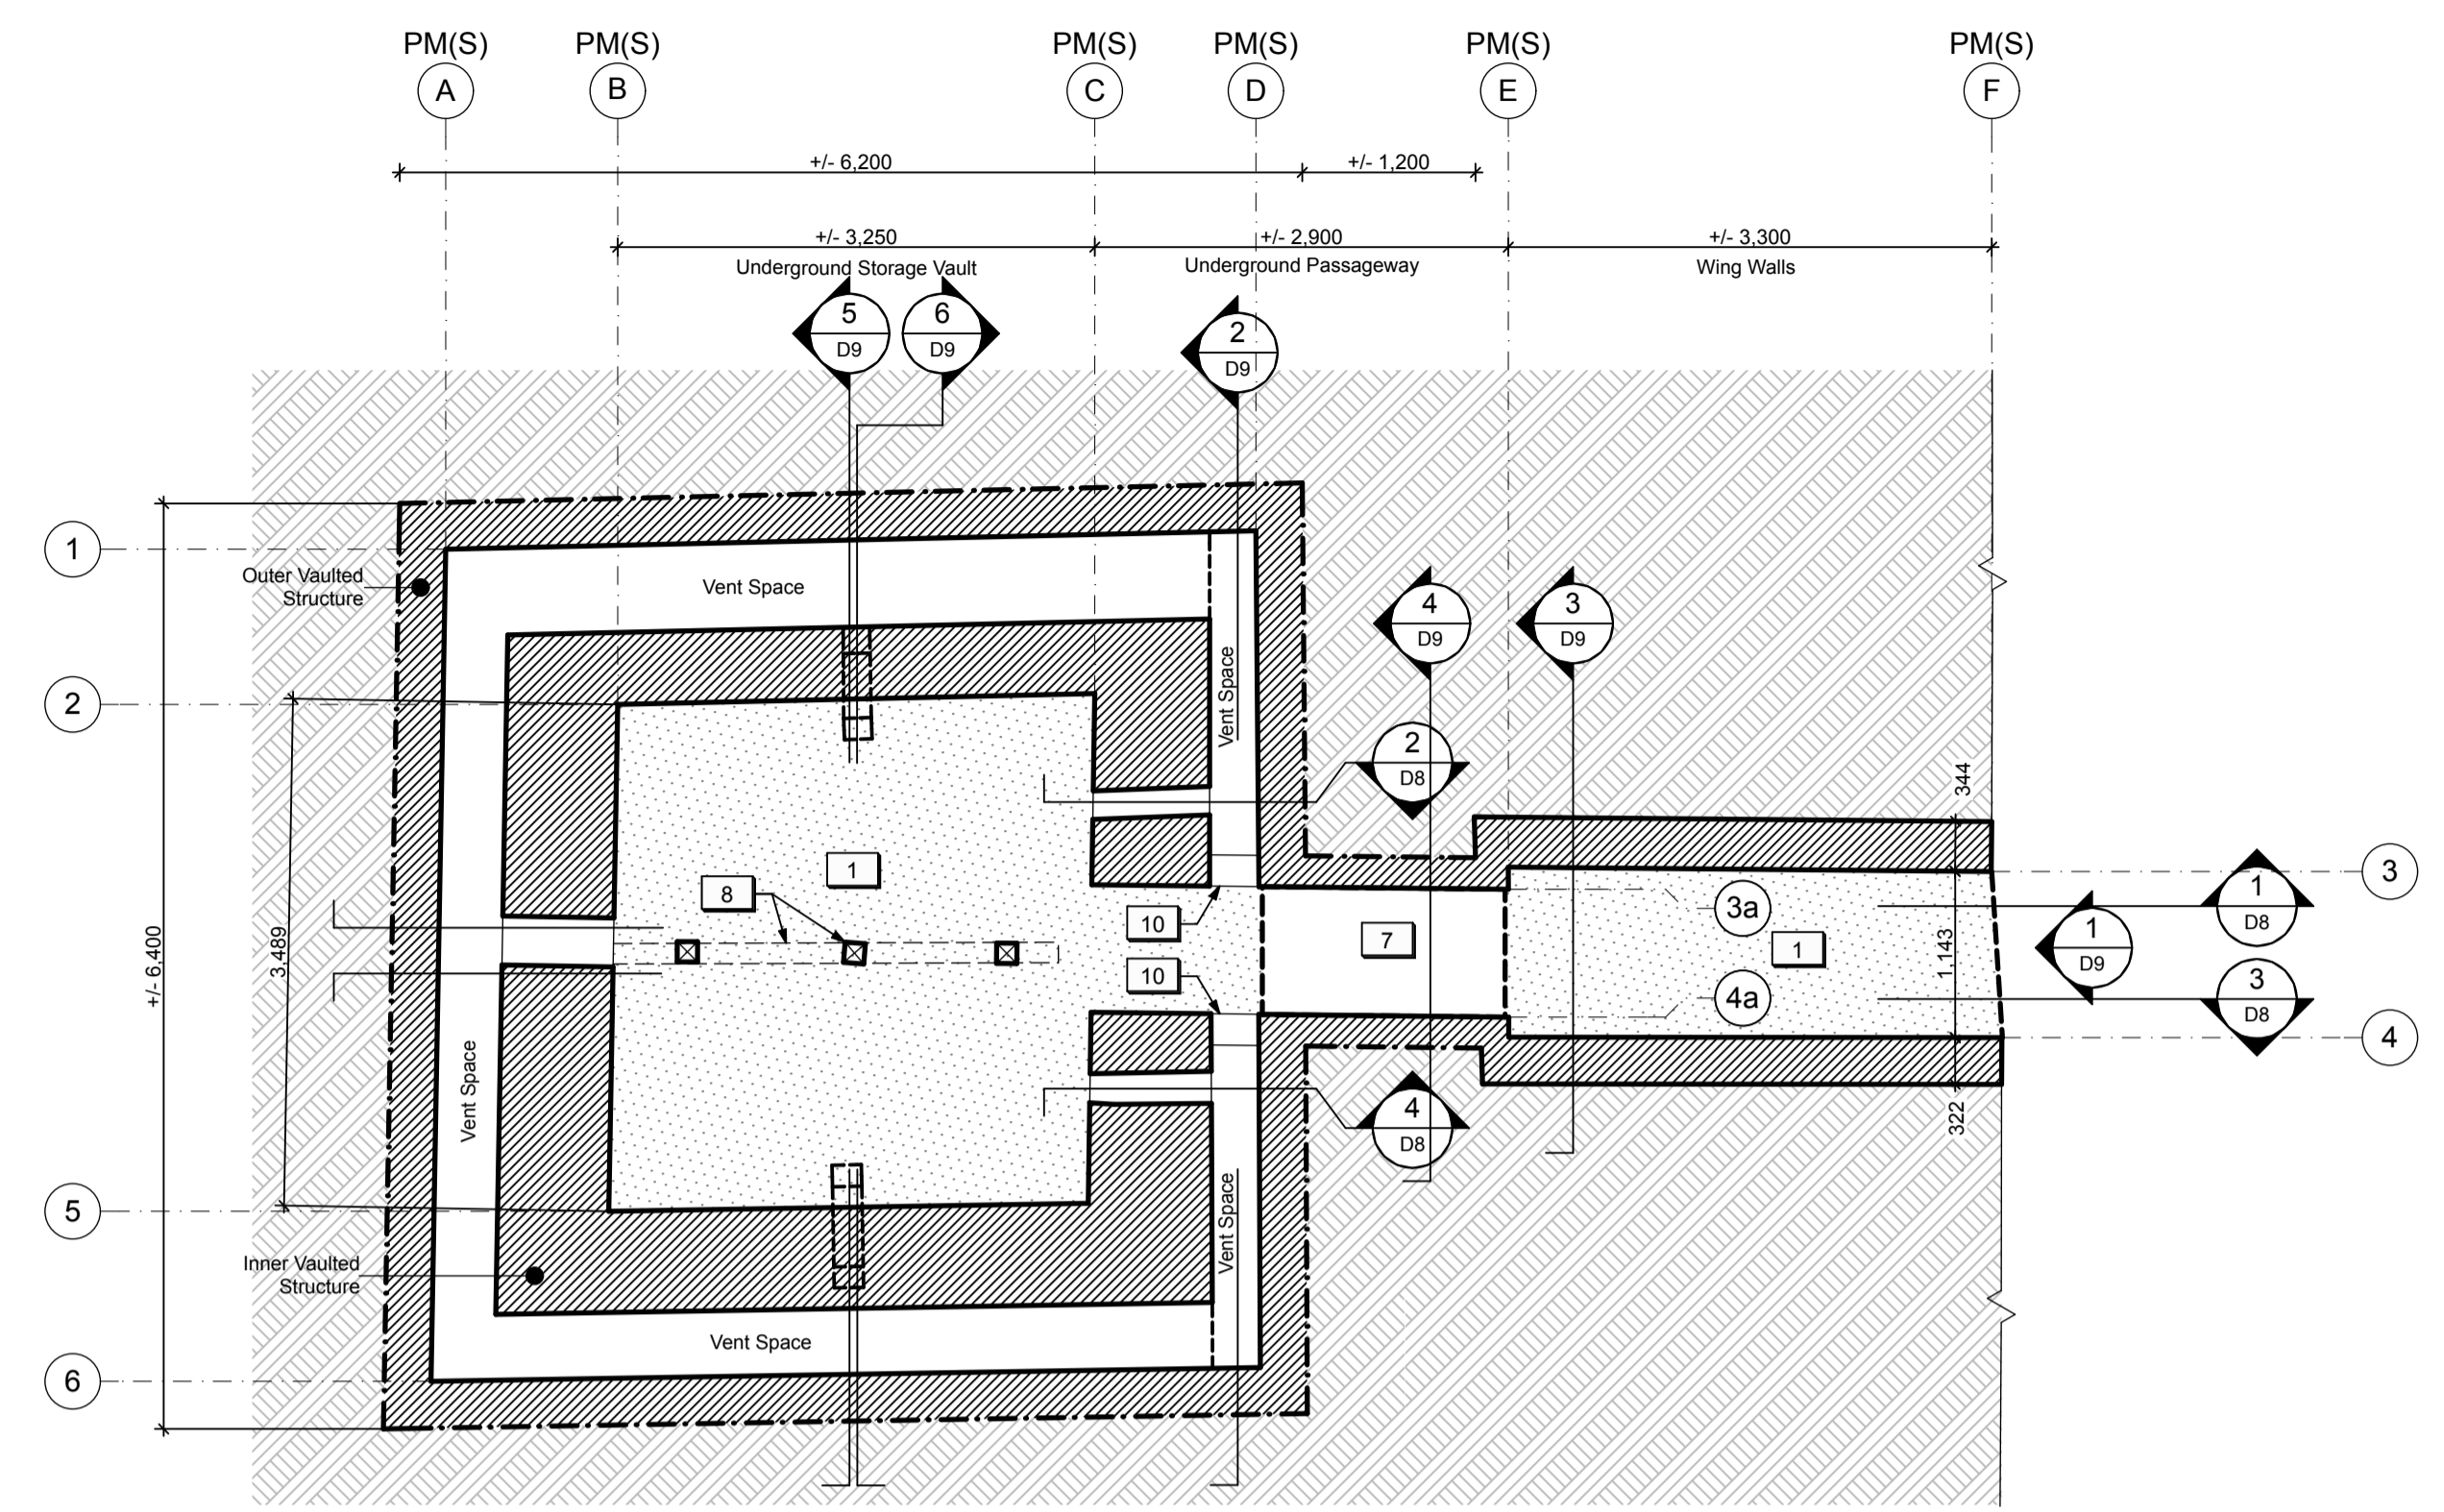 PM(S) PM(S) PM(S) PM(S) PM(S) PM(S)
A B C D E F
+/- 6,200 +/- 1,200
+/- 3,250 +/- 2,900 +/- 3,300
Underground Storage Vault Underground Passageway Wing Walls
5 6 2
D9 D9 D9
1
Outer Vaulted
Structure
Vent Space
4 3
D9 D9
Vent Space
2
2
D8
344
1
8
3
1
D8
3a
10
7
1
1
D9
1,143
+/- 6,400
3,489
10
4a
3
D8
4
Vent Space
4
D8
322
5
Vent Space
Inner Vaulted
Structure
Vent Space
6